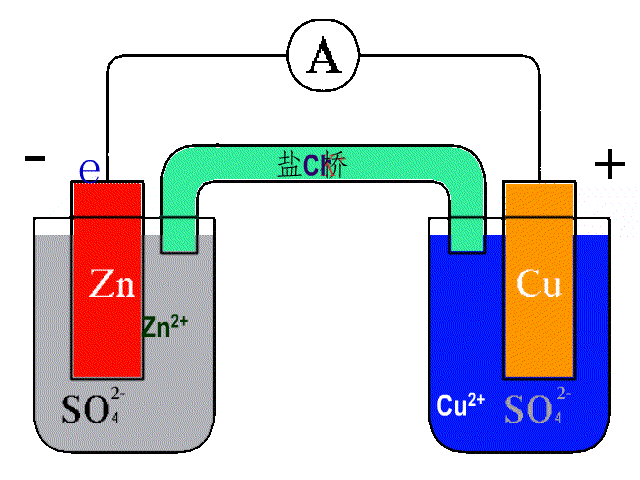 A
-
+
e
盐Cl桥
Zn
Cu
Zn²⁺
Cu²⁺
SO₄²⁻
SO₄²⁻